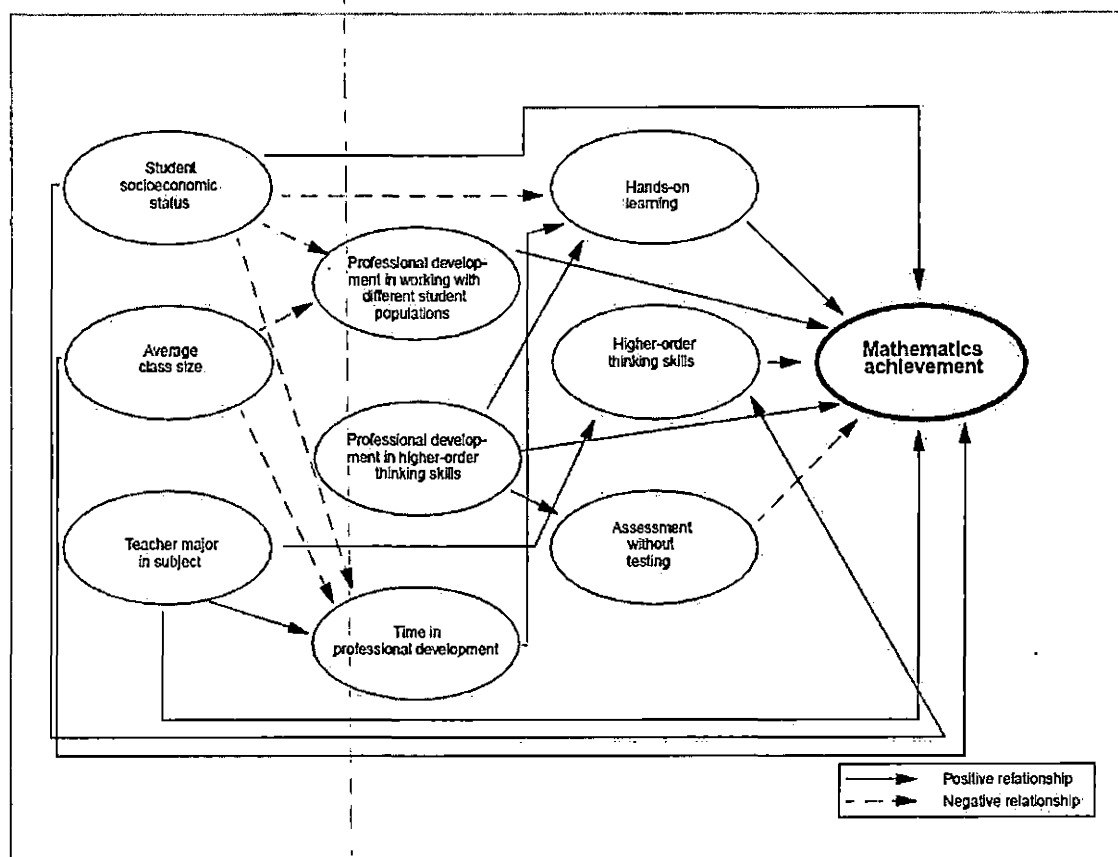 Student
socioeconomic
status
Hands-on
learning
Professional develop-
ment in working with
different student
populations
Average
class size
Higher-order
thinking skills
Mathematics
achievement
Professional develop-
ment in higher-order
thinking skills
Teacher major
in subject
Assessment
without
testing
Time in
professional development
Positive relationship
Negative relationship